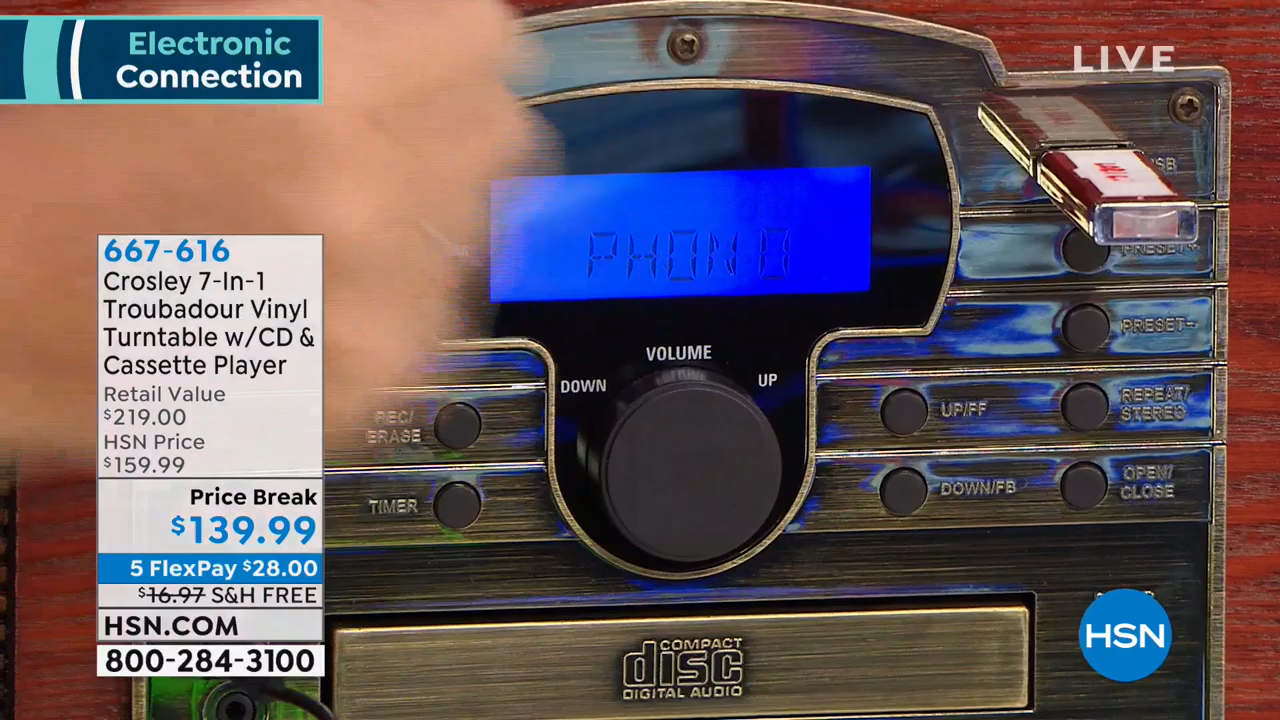 Electronic
Connection
LIVE
667-616
Crosley 7-In-1
Troubadour Vinyl
Turntable w/CD &
Cassette Player
Retail Value
$219.00
HSN Price
$159.99
Price Break
$139.99
5 FlexPay $28.00
$16.97 S&H FREE
HSN.COM
800-284-3100
PHONO
VOLUME
DOWN
UP
REC/
ERASE
TIMER
PRESET+
PRESET-
UP/FF
REPEAT/
STEREO
DOWN/FB
OPEN/
CLOSE
COMPACT
disc
DIGITAL AUDIO
HSN